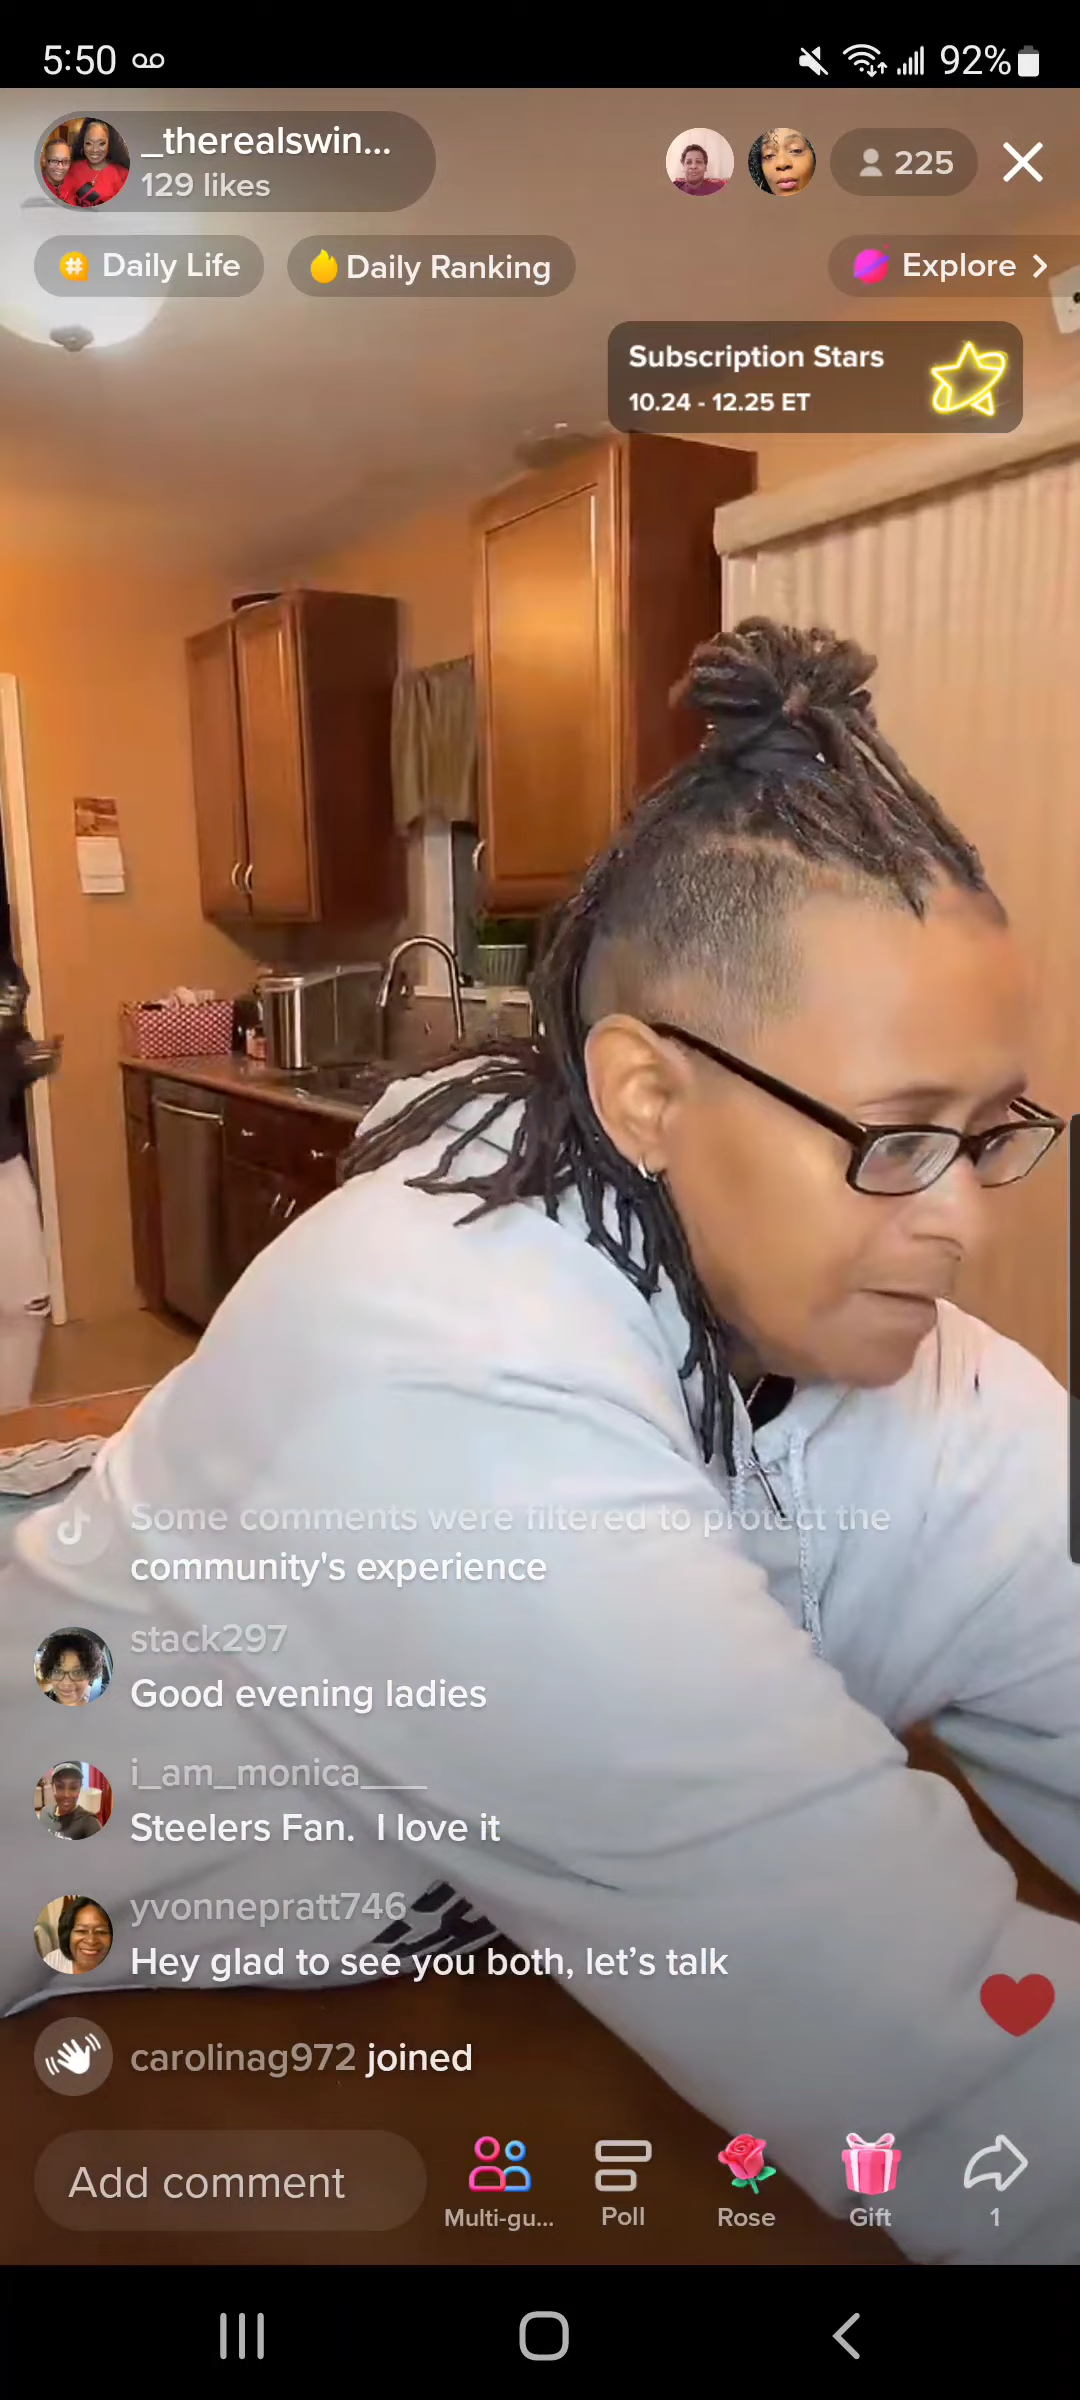 5:50
92%
_therealswin...
129 likes
225
Daily Life
Daily Ranking
Explore
Subscription Stars
10.24 - 12.25 ET
Some comments were filtered to protect the
community's experience
stack297
Good evening ladies
i_am_monica___
Steelers Fan.  I love it
yvonnepratt746
Hey glad to see you both, let’s talk
carolinag972 joined
Add comment
Multi-gu...
Poll
Rose
Gift
1